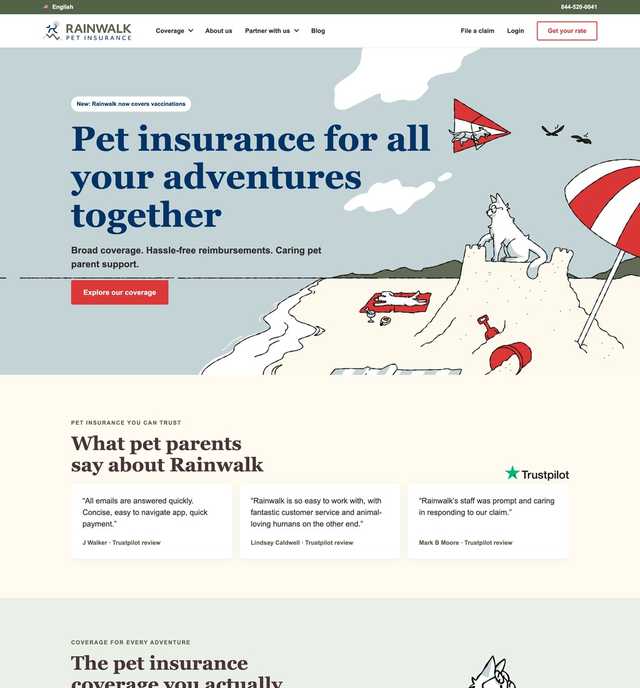 English
844-520-0041
RAINWALK
PET INSURANCE
Coverage
About us
Partner with us
Blog
File a claim
Login
Get your rate
New: Rainwalk now covers vaccinations
Pet insurance for all
your adventures
together
Broad coverage. Hassle-free reimbursements. Caring pet
parent support.
Explore our coverage
PET INSURANCE YOU CAN TRUST
What pet parents
say about Rainwalk
Trustpilot
“All emails are answered quickly.
Concise, easy to navigate app, quick
payment.”
J Walker · Trustpilot review
“Rainwalk is so easy to work with, with
fantastic customer service and animal-
loving humans on the other end.”
Lindsay Caldwell · Trustpilot review
“Rainwalk’s staff was prompt and caring
in responding to our claim.”
Mark B Moore · Trustpilot review
COVERAGE FOR EVERY ADVENTURE
The pet insurance
coverage you actually